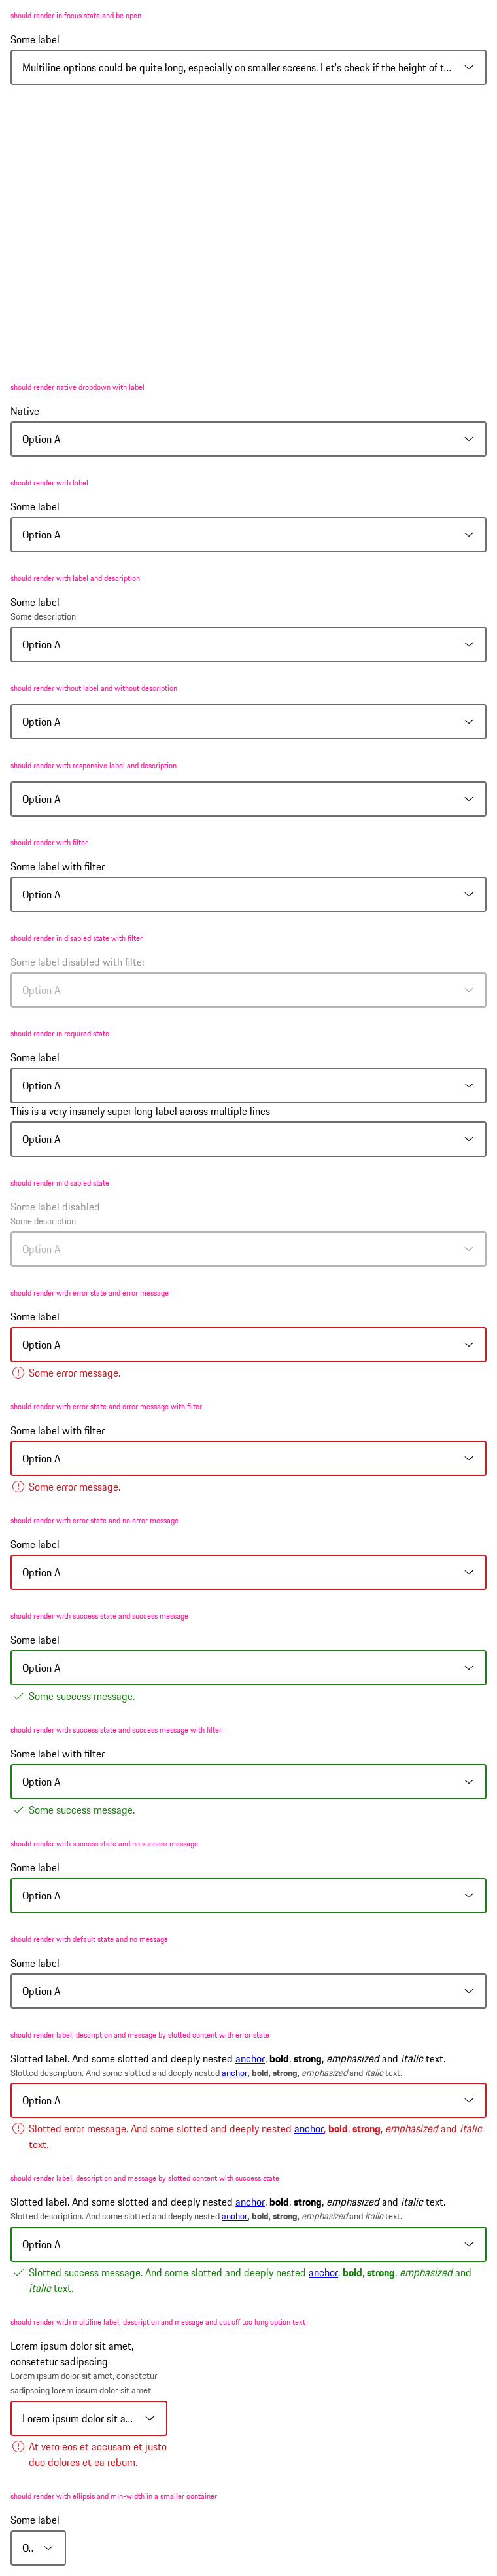 should render in focus state and be open
Some label
Multiline options could be quite long, especially on smaller screens. Let's check if the height of t...
should render native dropdown with label
Native
Option A
should render with label
Some label
Option A
should render with label and description
Some label
Some description
Option A
should render without label and without description
Option A
should render with responsive label and description
Option A
should render with filter
Some label with filter
Option A
should render in disabled state with filter
Some label disabled with filter
Option A
should render in required state
Some label
Option A
This is a very insanely super long label across multiple lines
Option A
should render in disabled state
Some label disabled
Some description
Option A
should render with error state and error message
Some label
Option A
Some error message.
should render with error state and error message with filter
Some label with filter
Option A
Some error message.
should render with error state and no error message
Some label
Option A
should render with success state and success message
Some label
Option A
Some success message.
should render with success state and success message with filter
Some label with filter
Option A
Some success message.
should render with success state and no success message
Some label
Option A
should render with default state and no message
Some label
Option A
should render label, description and message by slotted content with error state
Slotted label. And some slotted and deeply nested anchor, bold, strong, emphasized and italic text.
Slotted description. And some slotted and deeply nested anchor, bold, strong, emphasized and italic text.
Option A
Slotted error message. And some slotted and deeply nested anchor, bold, strong, emphasized and italic
text.
should render label, description and message by slotted content with success state
Slotted label. And some slotted and deeply nested anchor, bold, strong, emphasized and italic text.
Slotted description. And some slotted and deeply nested anchor, bold, strong, emphasized and italic text.
Option A
Slotted success message. And some slotted and deeply nested anchor, bold, strong, emphasized and
italic text.
should render with multiline label, description and message and cut off too long option text
Lorem ipsum dolor sit amet,
consetetur sadipscing
Lorem ipsum dolor sit amet, consetetur
sadipscing lorem ipsum dolor sit amet
Lorem ipsum dolor sit a...
At vero eos et accusam et justo
duo dolores et ea rebum.
should render with ellipsis and min-width in a smaller container
Some label
O..